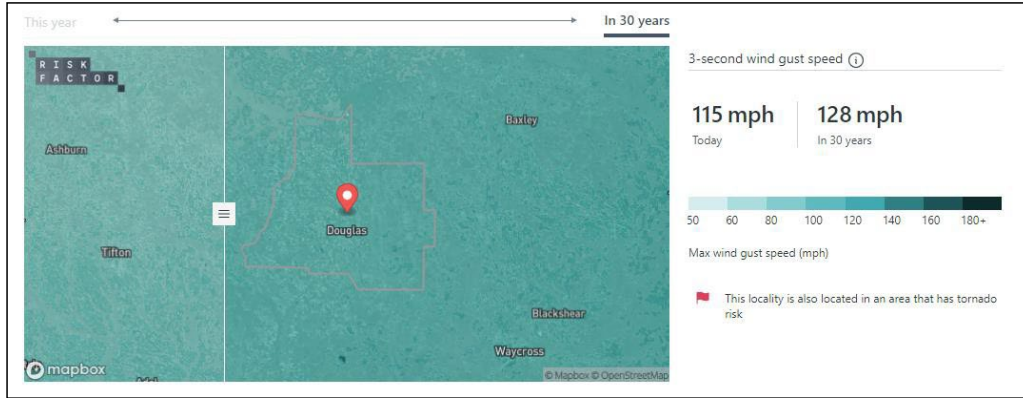 This year
In 30 years
RISK
FACTOR
Baxley
Ashburn
Douglas
Tifton
Blackshear
Waycross
mapbox
© Mapbox © OpenStreetMap
3-second wind gust speed
115 mph
Today
128 mph
In 30 years
50 60 80 100 120 140 160 180+
Max wind gust speed (mph)
This locality is also located in an area that has tornado
risk